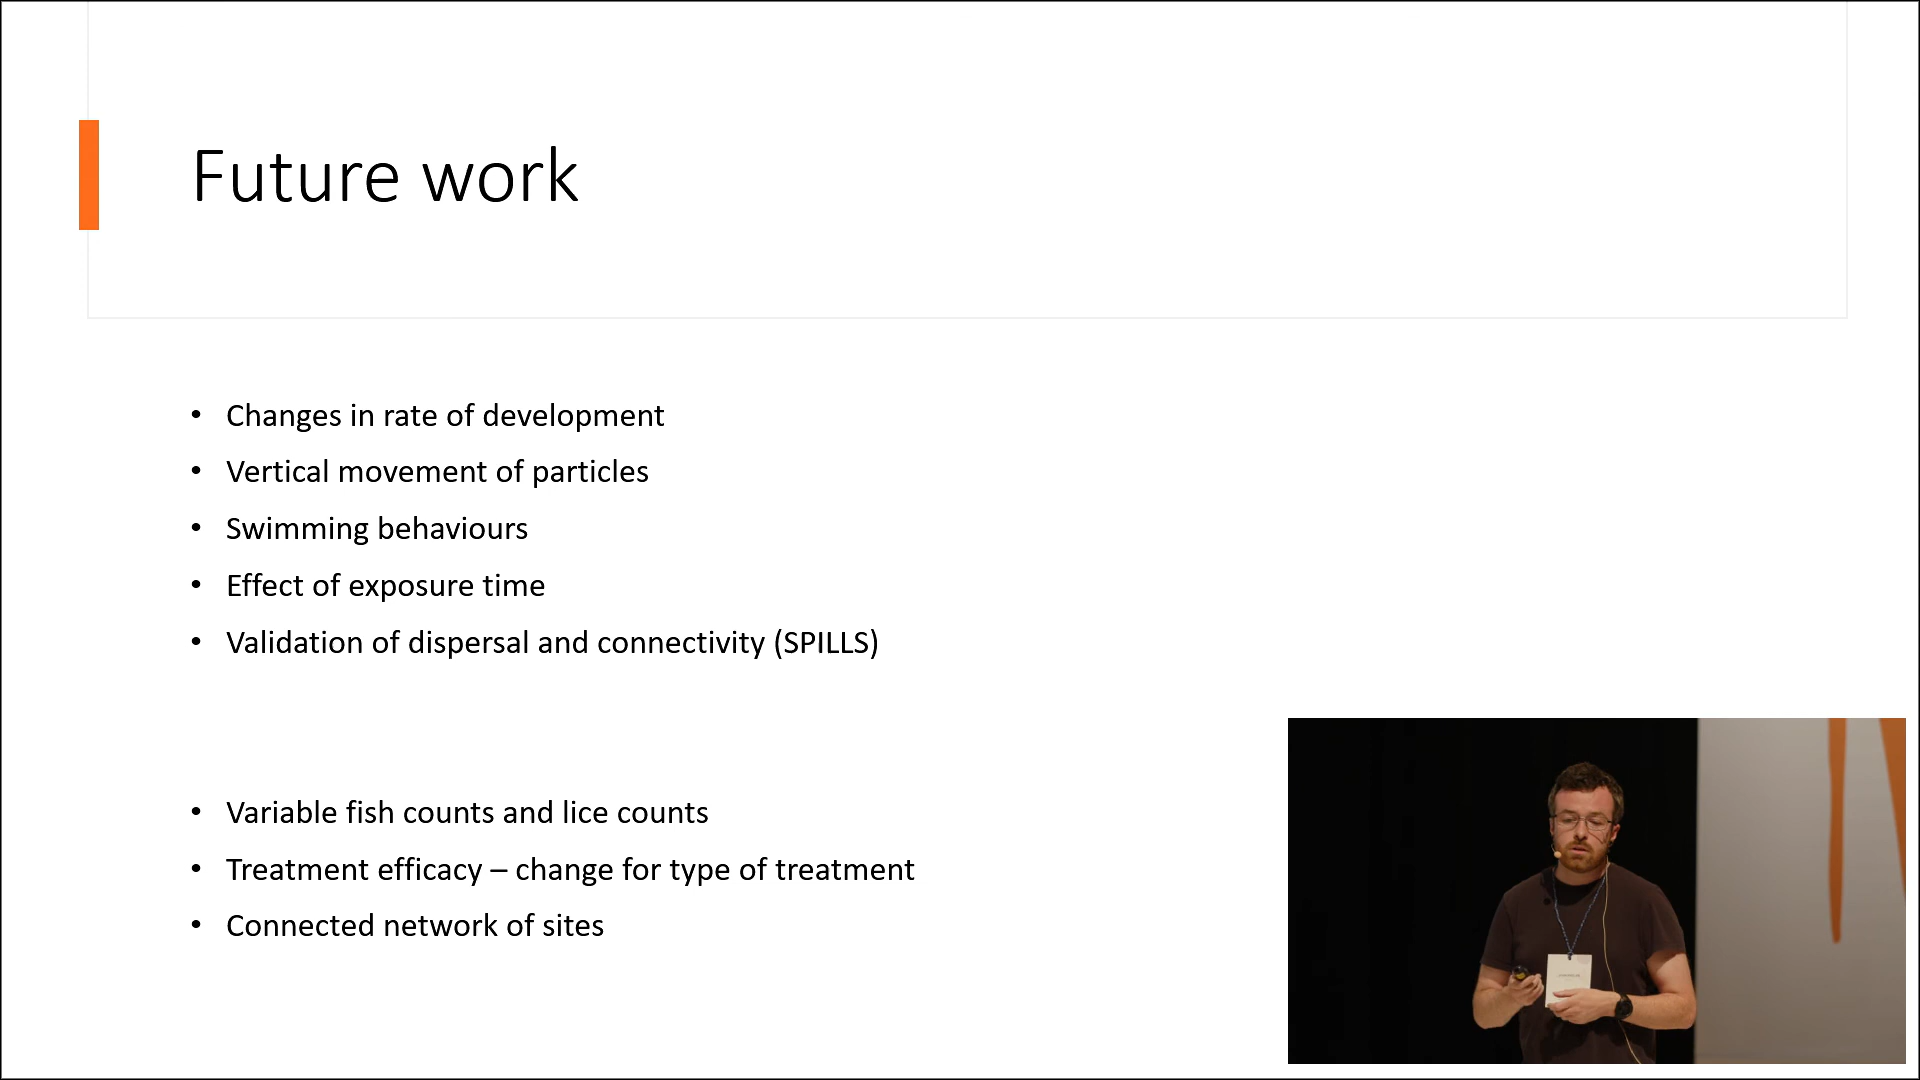 Future work
• Changes in rate of development
• Vertical movement of particles
• Swimming behaviours
• Effect of exposure time
• Validation of dispersal and connectivity (SPILLS)
• Variable fish counts and lice counts
• Treatment efficacy – change for type of treatment
• Connected network of sites